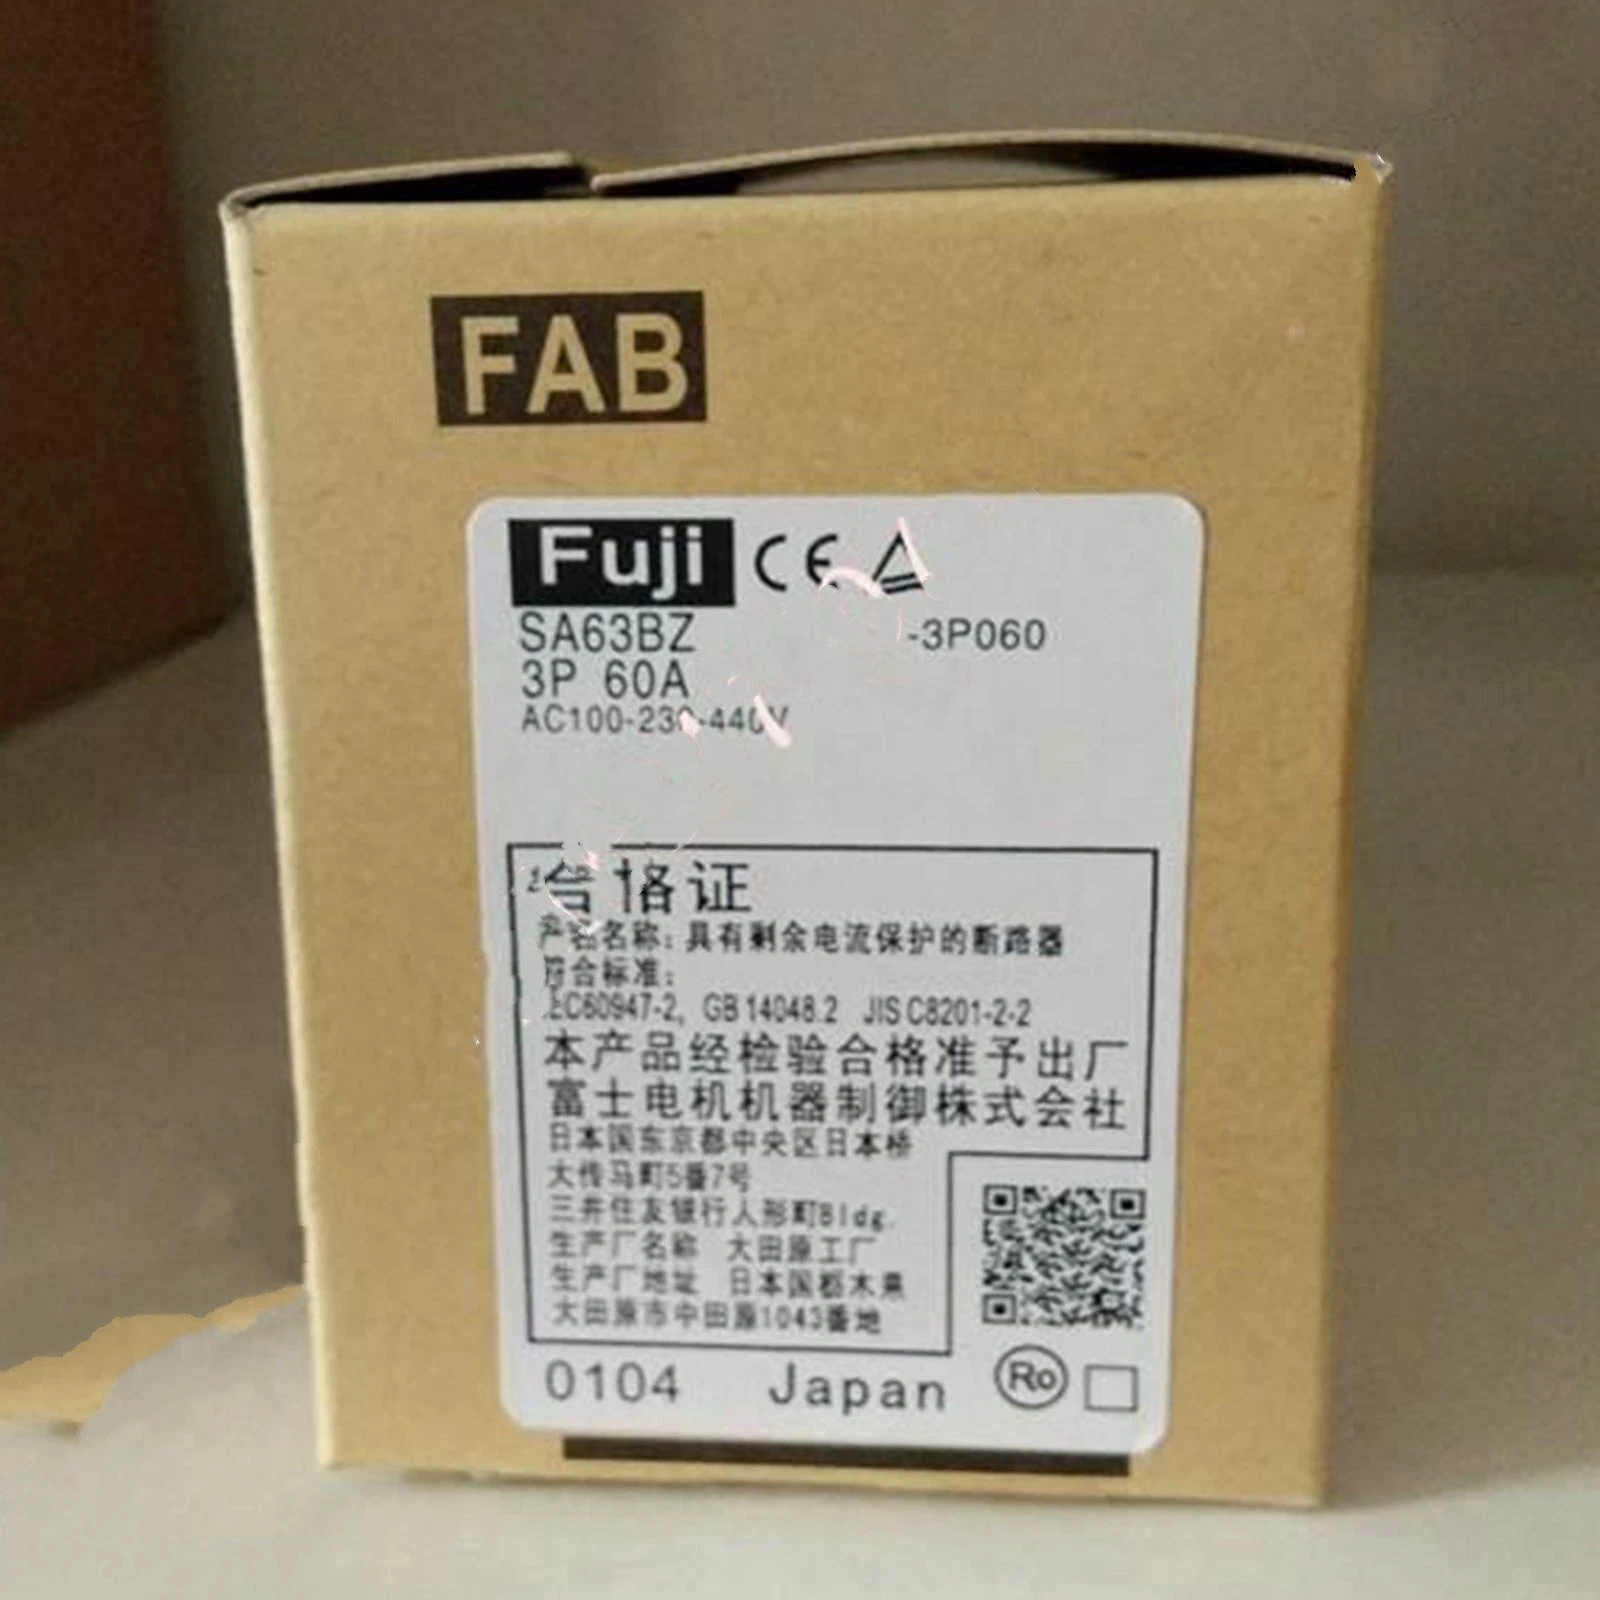 FAB
Fuji CE
SA63BZ -3P060
3P 60A
AC100-230-440V
合格证
产品名称：具有剩余电流保护的断路器
符合标准：
IEC60947-2, GB14048.2 JIS C8201-2-2
本产品经检验合格准予出厂
富士电机机器制御株式会社
日本国东京都中央区日本桥
大传马町5番7号
三井住友银行人形町Bldg.
生产厂名称 大田原工厂
生产厂地址 日本国栃木県
大田原市中田原1043番地
0104 Japan Ro